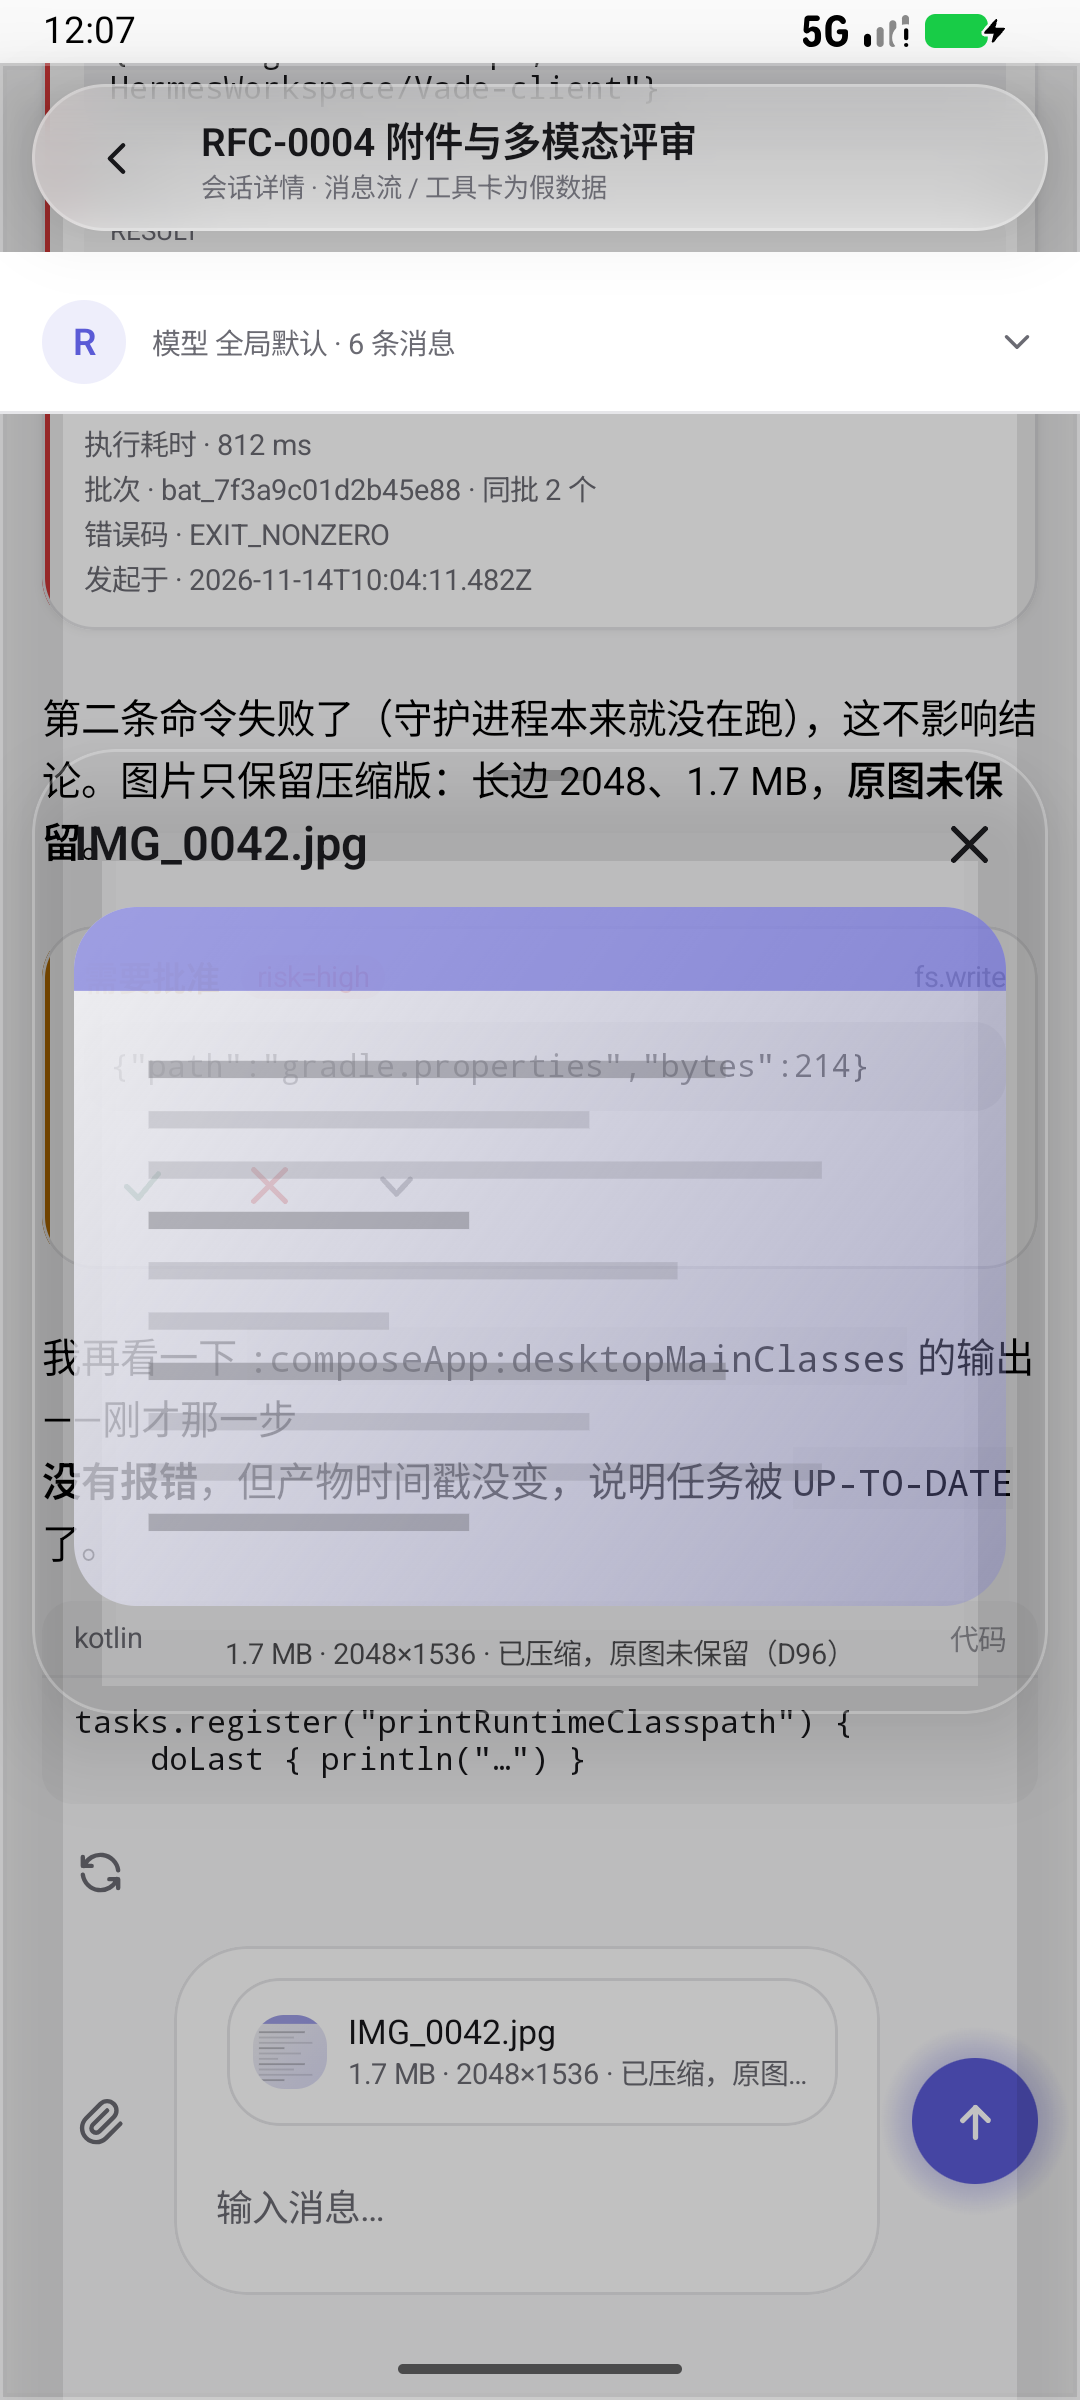 12:07
5G
HermesWorkspace/Vade-client"}
RFC-0004 附件与多模态评审
会话详情 · 消息流 / 工具卡为假数据
RESULT
R
模型 全局默认 · 6 条消息
执行耗时 · 812 ms
批次 · bat_7f3a9c01d2b45e88 · 同批 2 个
错误码 · EXIT_NONZERO
发起于 · 2026-11-14T10:04:11.482Z
第二条命令失败了（守护进程本来就没在跑），这不影响结
论。图片只保留压缩版：长边 2048、1.7 MB，原图未保
留。
IMG_0042.jpg
需要批准 risk=high fs.write
{"path":"gradle.properties","bytes":214}
我再看一下 :composeApp:desktopMainClasses 的输出
——刚才那一步
没有报错，但产物时间戳没变，说明任务被 UP-TO-DATE
了。
kotlin 代码
1.7 MB · 2048×1536 · 已压缩，原图未保留（D96）
tasks.register("printRuntimeClasspath") {
    doLast { println("…") }
IMG_0042.jpg
1.7 MB · 2048×1536 · 已压缩，原图…
输入消息…